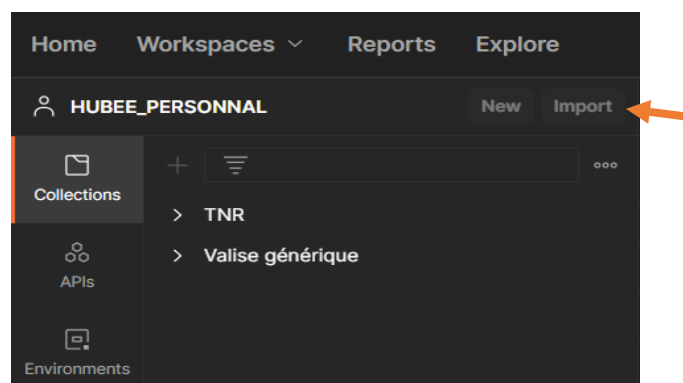 Home Workspaces Reports Explore
HUBEE_PERSONNAL New Import
Collections
TNR
Valise générique
APIs
Environments